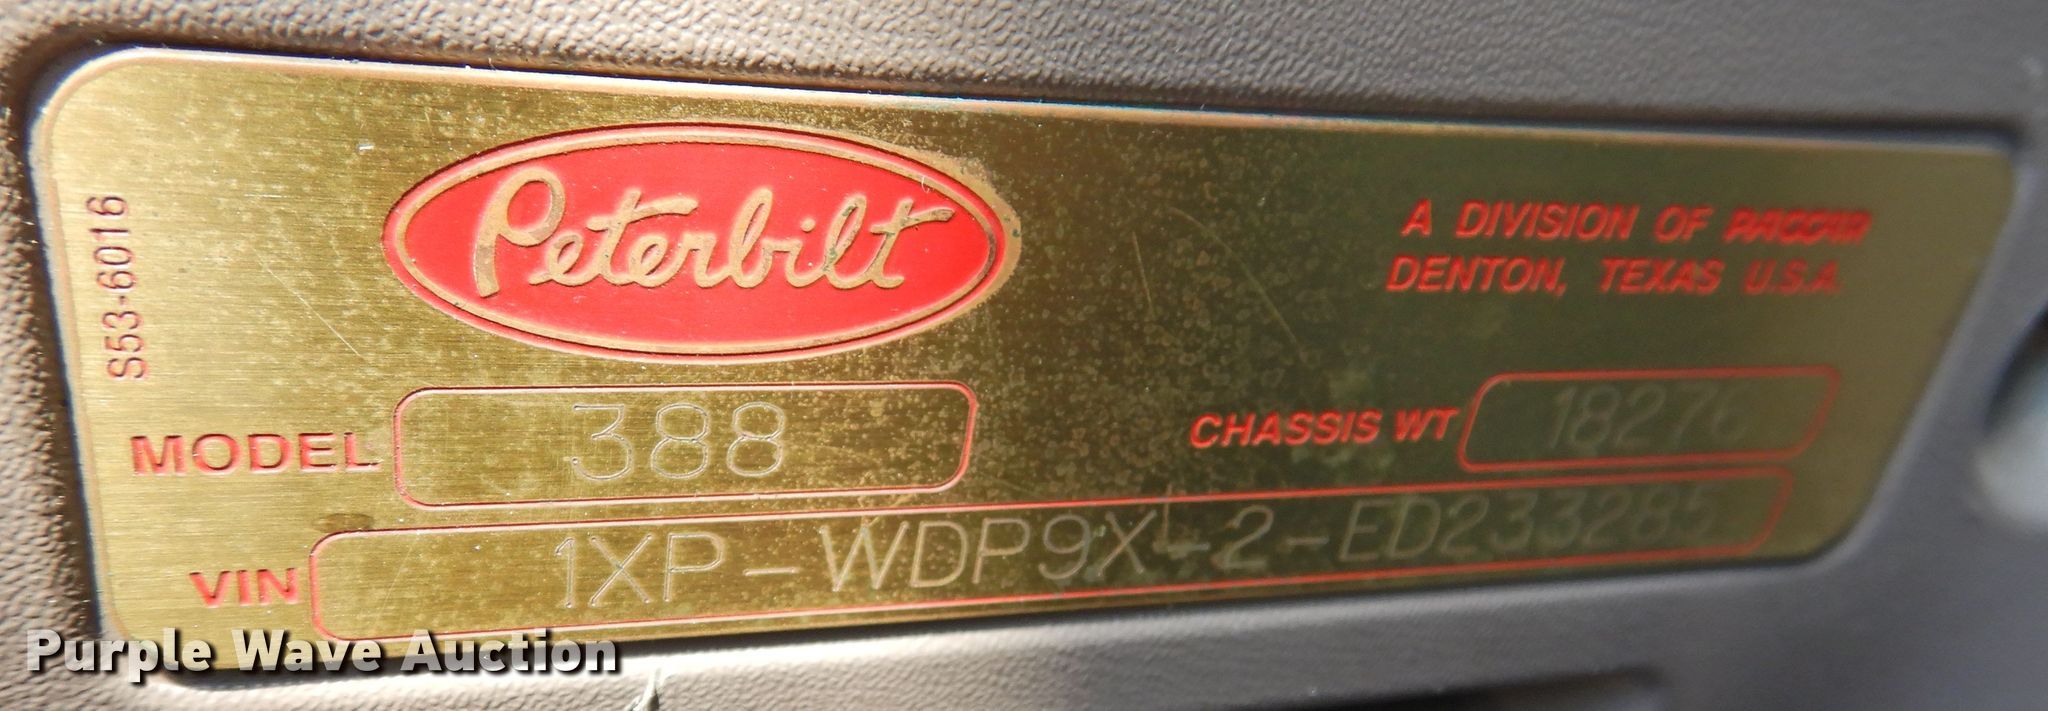 S53-6016
Peterbilt
A DIVISION OF PACCAR
DENTON, TEXAS U.S.A.
MODEL 388
CHASSIS WT 18276
VIN 1XP-WDP9X-2-ED233285
Purple Wave Auction